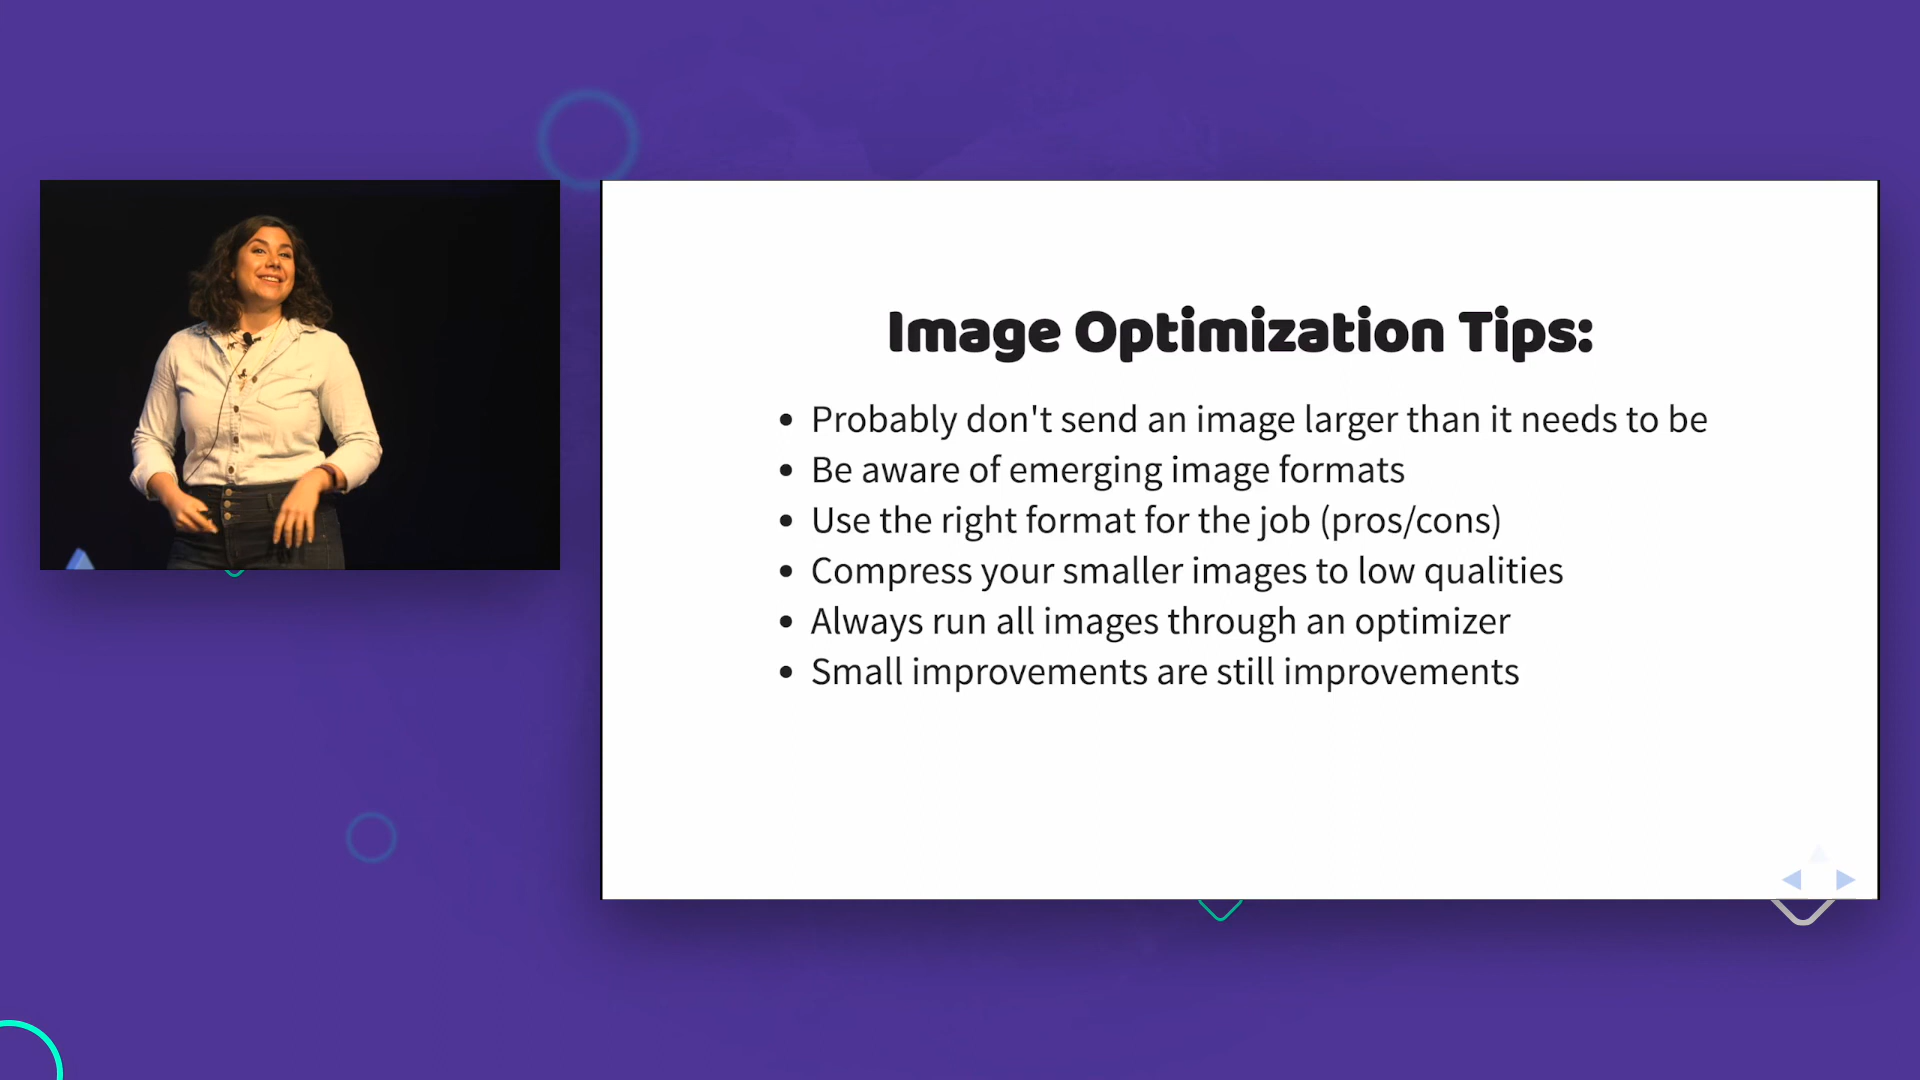 Image Optimization Tips:
• Probably don't send an image larger than it needs to be
• Be aware of emerging image formats
• Use the right format for the job (pros/cons)
• Compress your smaller images to low qualities
• Always run all images through an optimizer
• Small improvements are still improvements